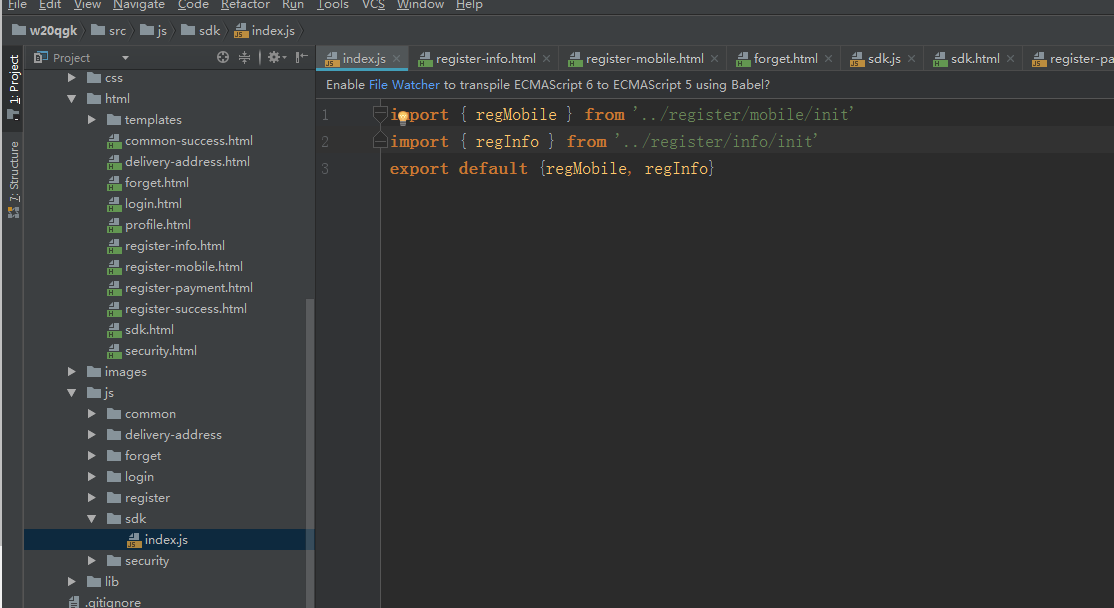 File Edit View Navigate Code Refactor Run Tools VCS Window Help
w20qgk src js sdk index.js
1: Project
7: Structure
Project
css
html
templates
common-success.html
delivery-address.html
forget.html
login.html
profile.html
register-info.html
register-mobile.html
register-payment.html
register-success.html
sdk.html
security.html
images
js
common
delivery-address
forget
login
register
sdk
index.js
security
lib
.gitignore
index.js register-info.html register-mobile.html forget.html sdk.js sdk.html register-pa
Enable File Watcher to transpile ECMAScript 6 to ECMAScript 5 using Babel?
1 import { regMobile } from '../register/mobile/init'
2 import { regInfo } from '../register/info/init'
3 export default {regMobile, regInfo}